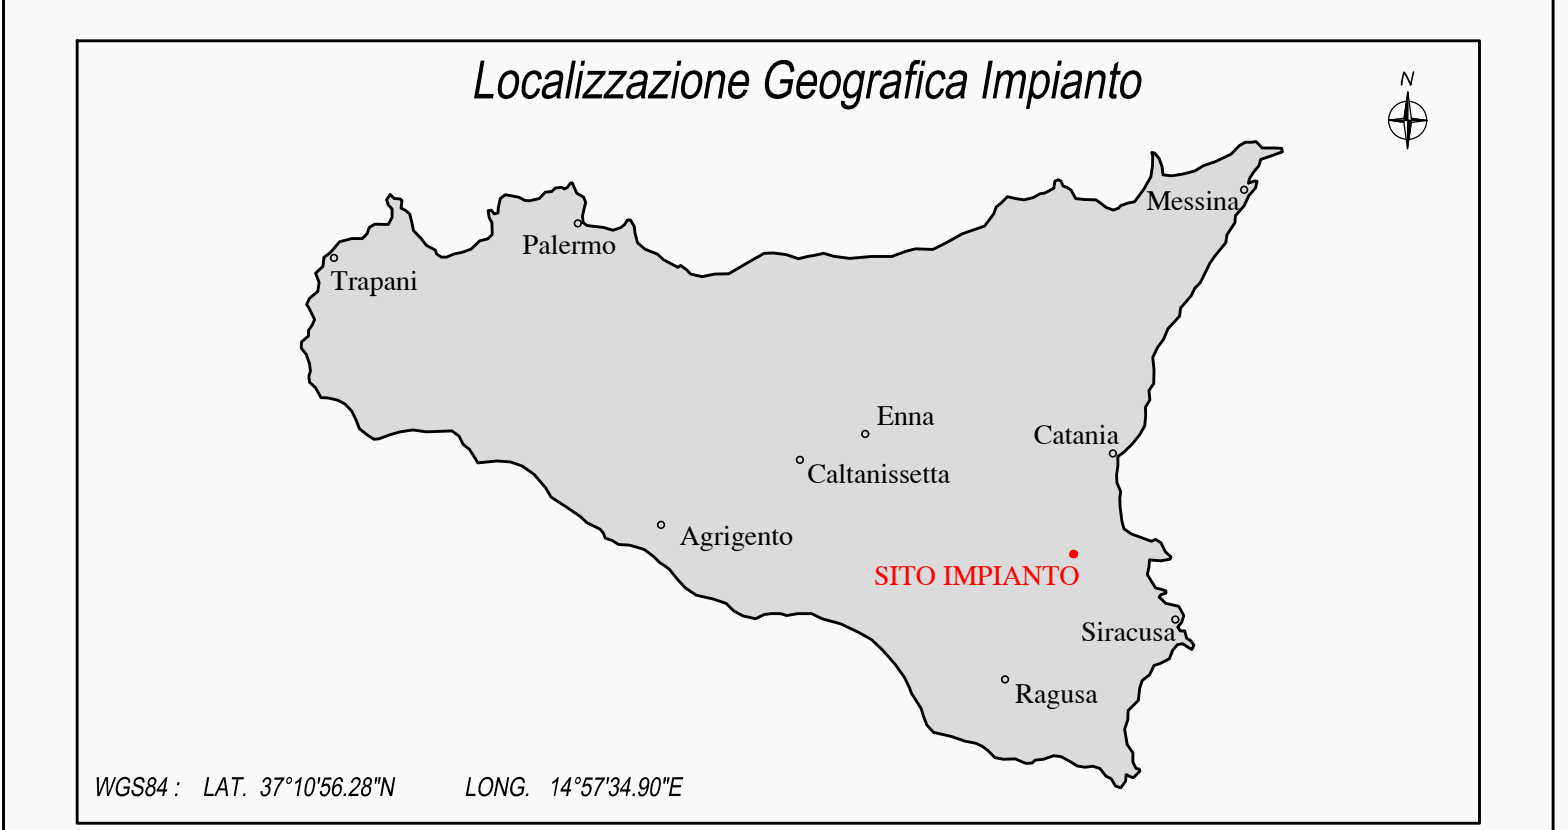 Localizzazione Geografica Impianto
N
Messina
Palermo
Trapani
Enna
Catania
Caltanissetta
Agrigento
SITO IMPIANTO
Siracusa
Ragusa
WGS84 : LAT. 37°10'56.28"N LONG. 14°57'34.90"E